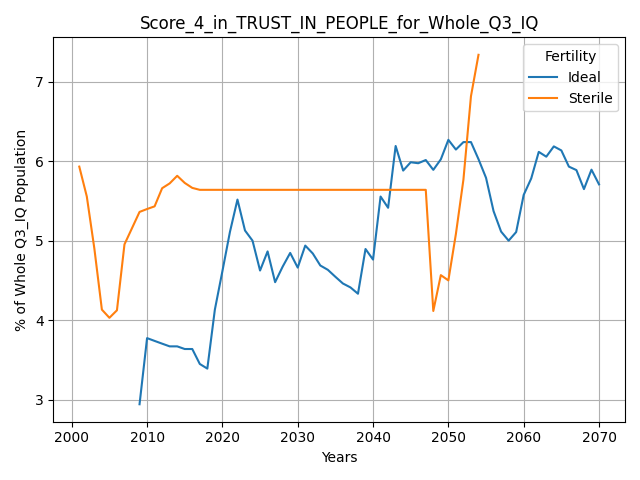 Score_4_in_TRUST_IN_PEOPLE_for_Whole_Q3_IQ
Fertility
Ideal
Sterile
% of Whole Q3_IQ Population
7
6
5
4
3
2000 2010 2020 2030 2040 2050 2060 2070
Years